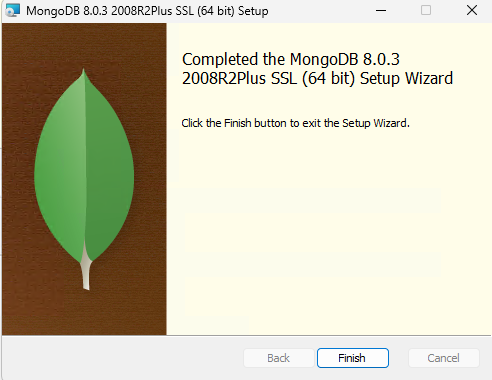 MongoDB 8.0.3 2008R2Plus SSL (64 bit) Setup
Completed the MongoDB 8.0.3
2008R2Plus SSL (64 bit) Setup Wizard
Click the Finish button to exit the Setup Wizard.
Back
Finish
Cancel